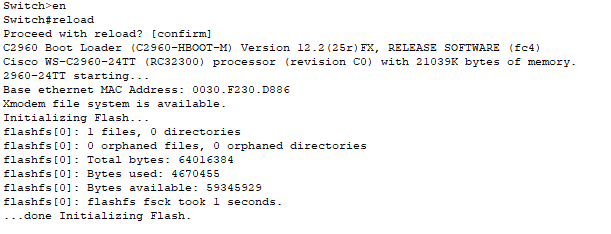 Switch>en
Switch#reload
Proceed with reload? [confirm]
C2960 Boot Loader (C2960-HBOOT-M) Version 12.2(25r)FX, RELEASE SOFTWARE (fc4)
Cisco WS-C2960-24TT (RC32300) processor (revision C0) with 21039K bytes of memory.
2960-24TT starting...
Base ethernet MAC Address: 0030.F230.D886
Xmodem file system is available.
Initializing Flash...
flashfs[0]: 1 files, 0 directories
flashfs[0]: 0 orphaned files, 0 orphaned directories
flashfs[0]: Total bytes: 64016384
flashfs[0]: Bytes used: 4670455
flashfs[0]: Bytes available: 59345929
flashfs[0]: flashfs fsck took 1 seconds.
...done Initializing Flash.